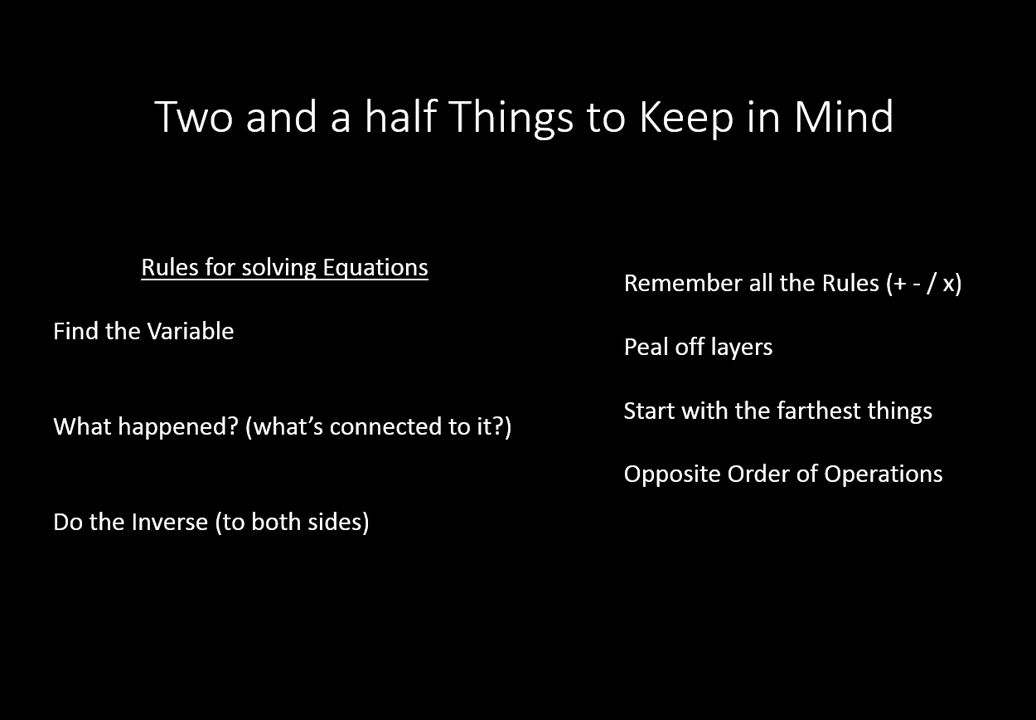 Two and a half Things to Keep in Mind
Rules for solving Equations
Find the Variable
What happened? (what’s connected to it?)
Do the Inverse (to both sides)
Remember all the Rules (+ - / x)
Peal off layers
Start with the farthest things
Opposite Order of Operations